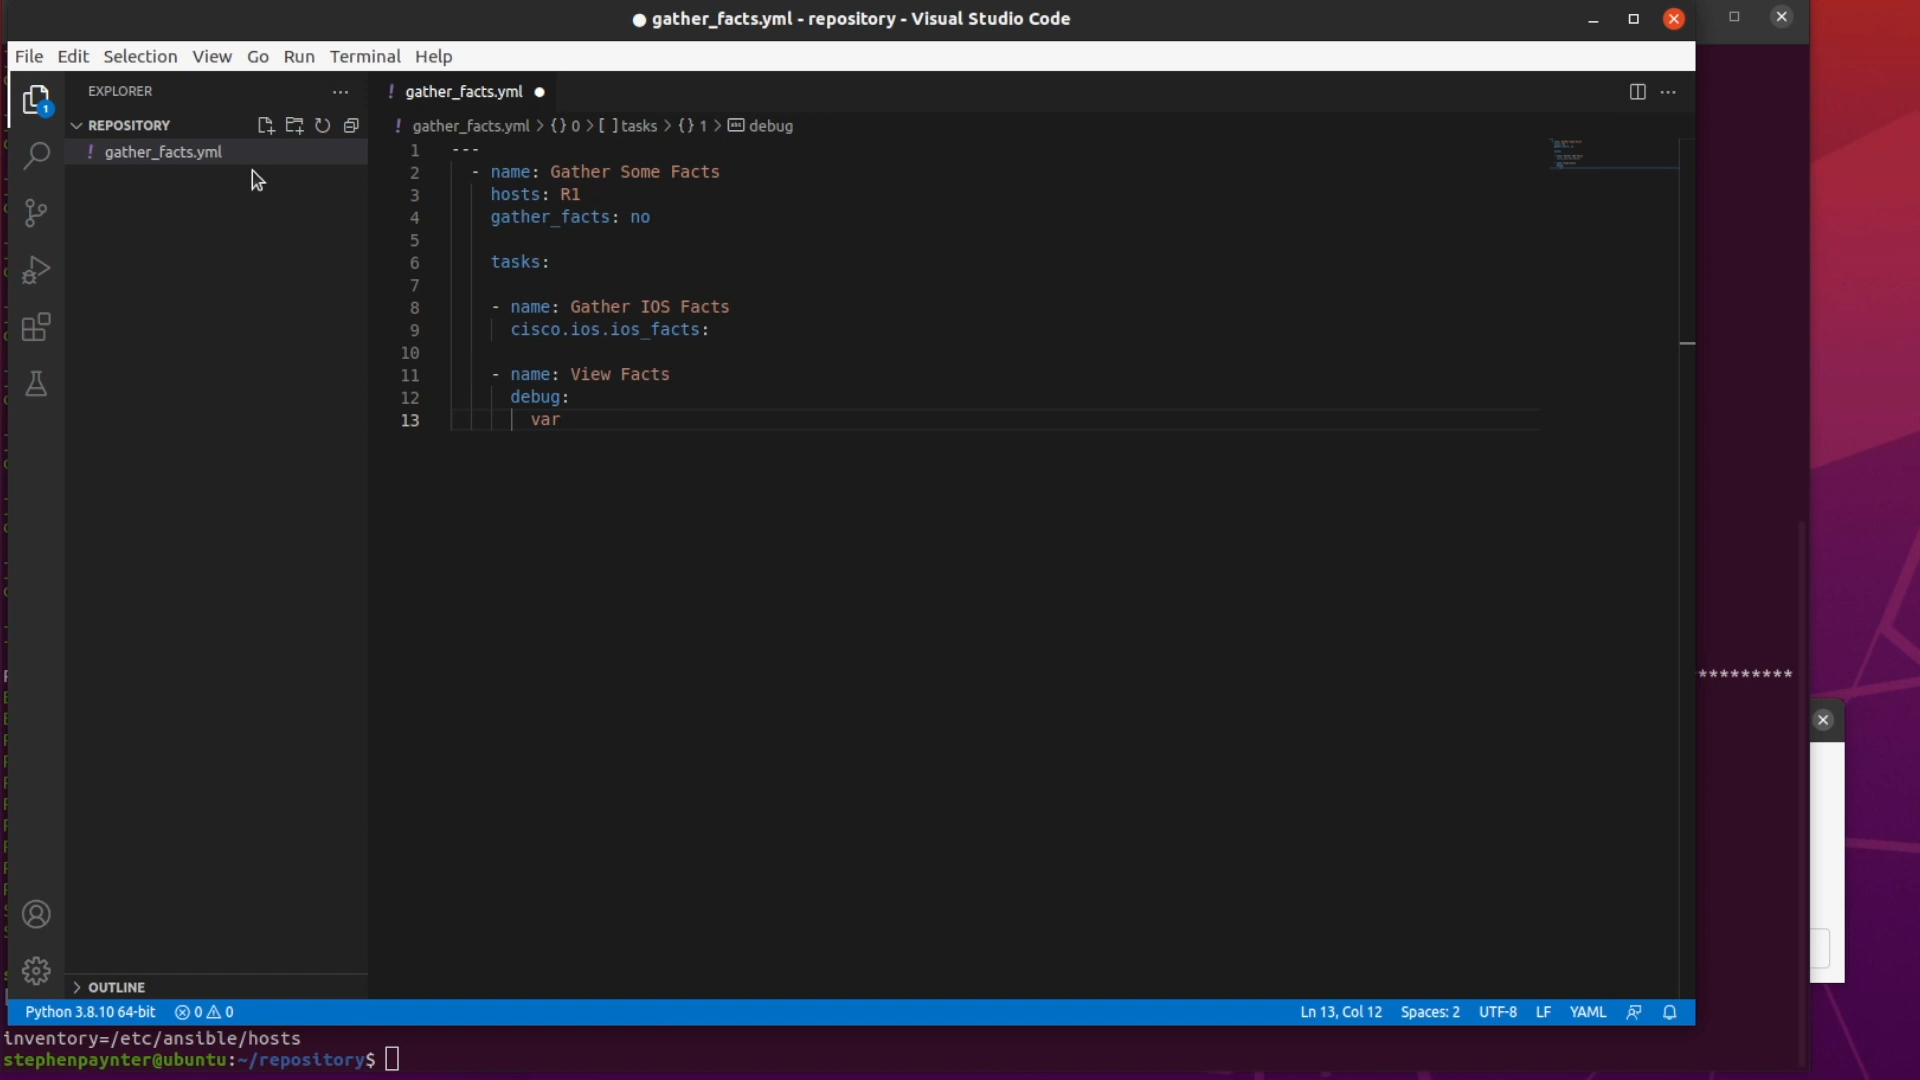 ● gather_facts.yml - repository - Visual Studio Code
File Edit Selection View Go Run Terminal Help
EXPLORER
! gather_facts.yml ●
REPOSITORY
! gather_facts.yml > {} 0 > [ ] tasks > {} 1 > abc debug
! gather_facts.yml
1 ---
2 - name: Gather Some Facts
3 hosts: R1
4 gather_facts: no
5
6 tasks:
7
8 - name: Gather IOS Facts
9 cisco.ios.ios_facts:
10
11 - name: View Facts
12 debug:
13 var
*********
1
OUTLINE
Python 3.8.10 64-bit 0 0 Ln 13, Col 12 Spaces: 2 UTF-8 LF YAML
inventory=/etc/ansible/hosts
stephenpaynter@ubuntu:~/repository$